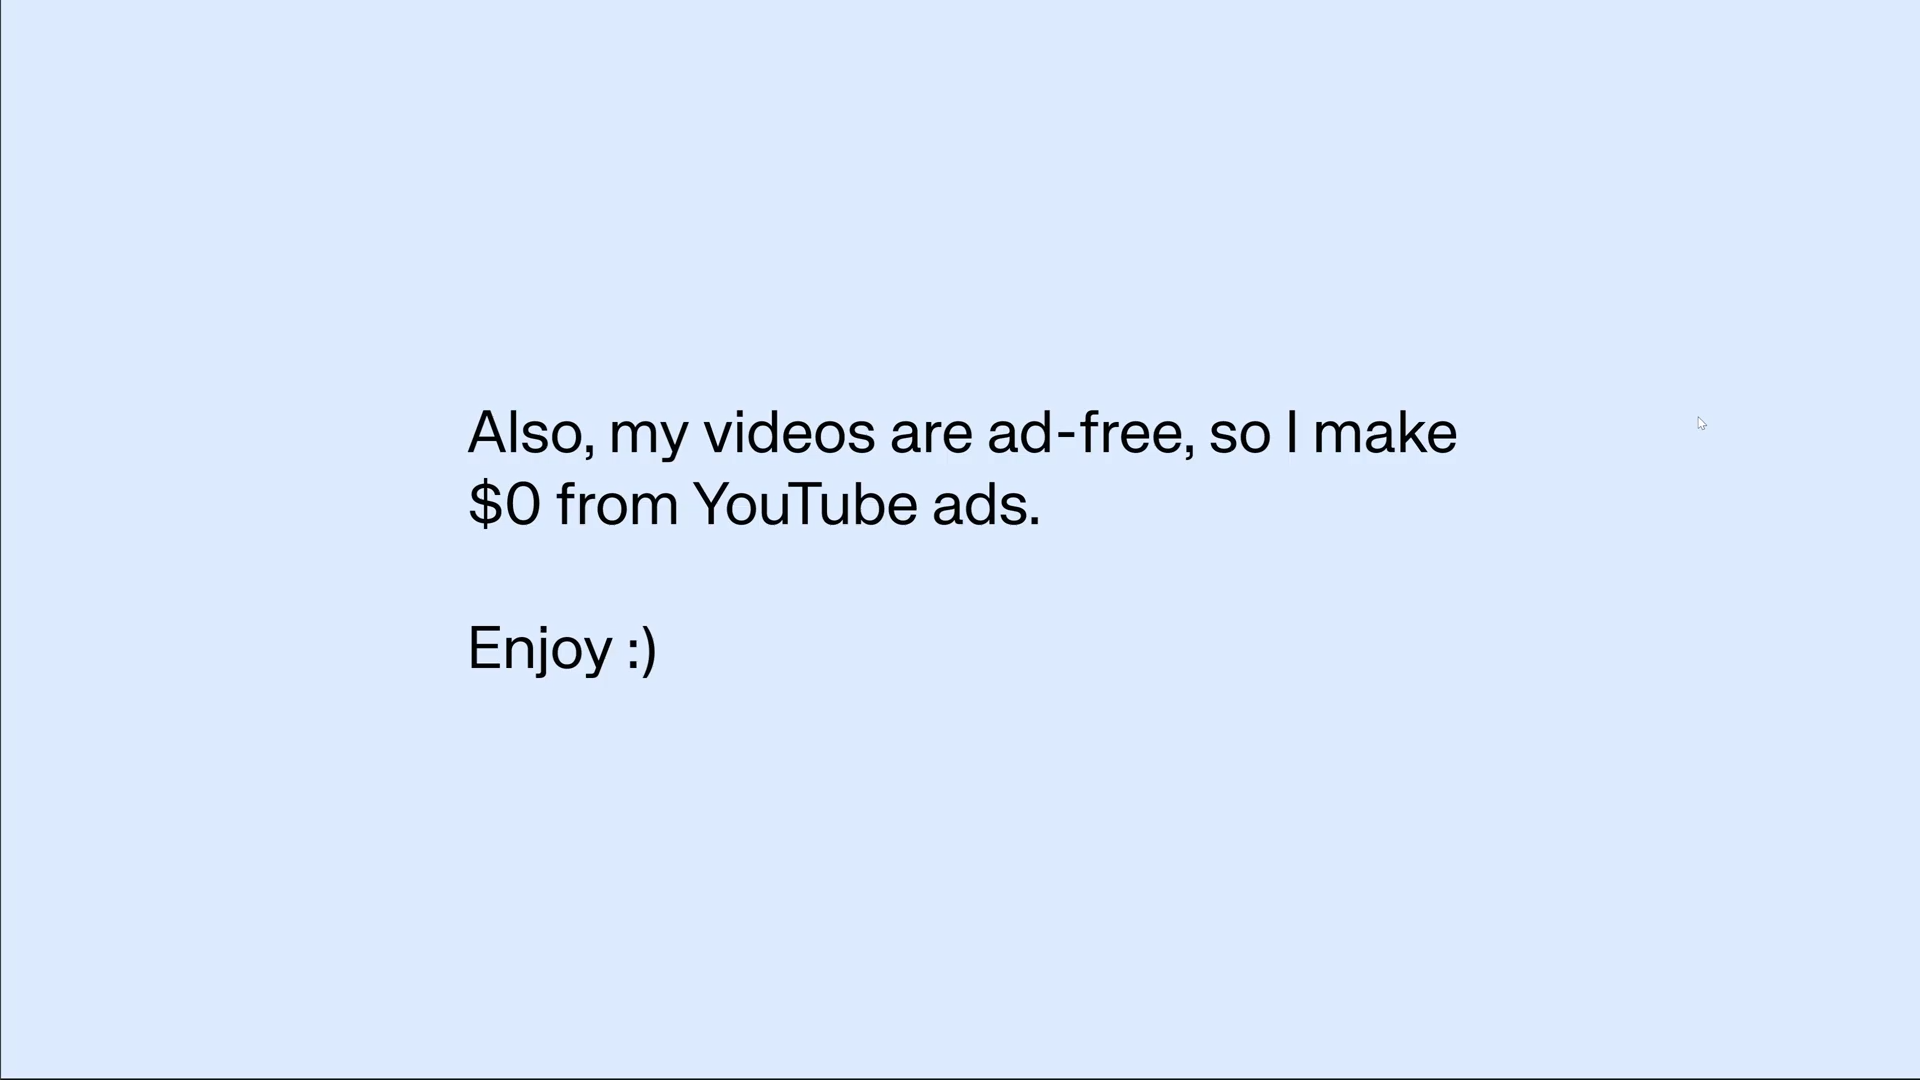 Also, my videos are ad-free, so I make
$0 from YouTube ads.
Enjoy :)